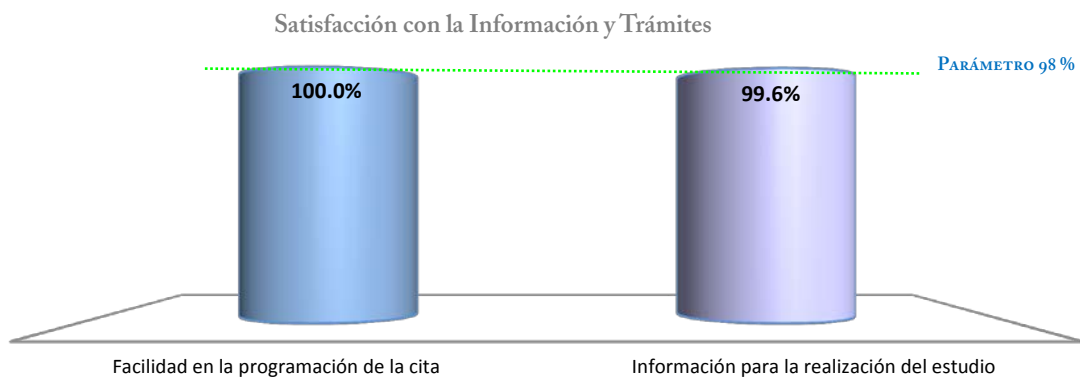 Satisfacción con la Información y Trámites
Parámetro 98 %
100.0%
99.6%
Facilidad en la programación de la cita
Información para la realización del estudio